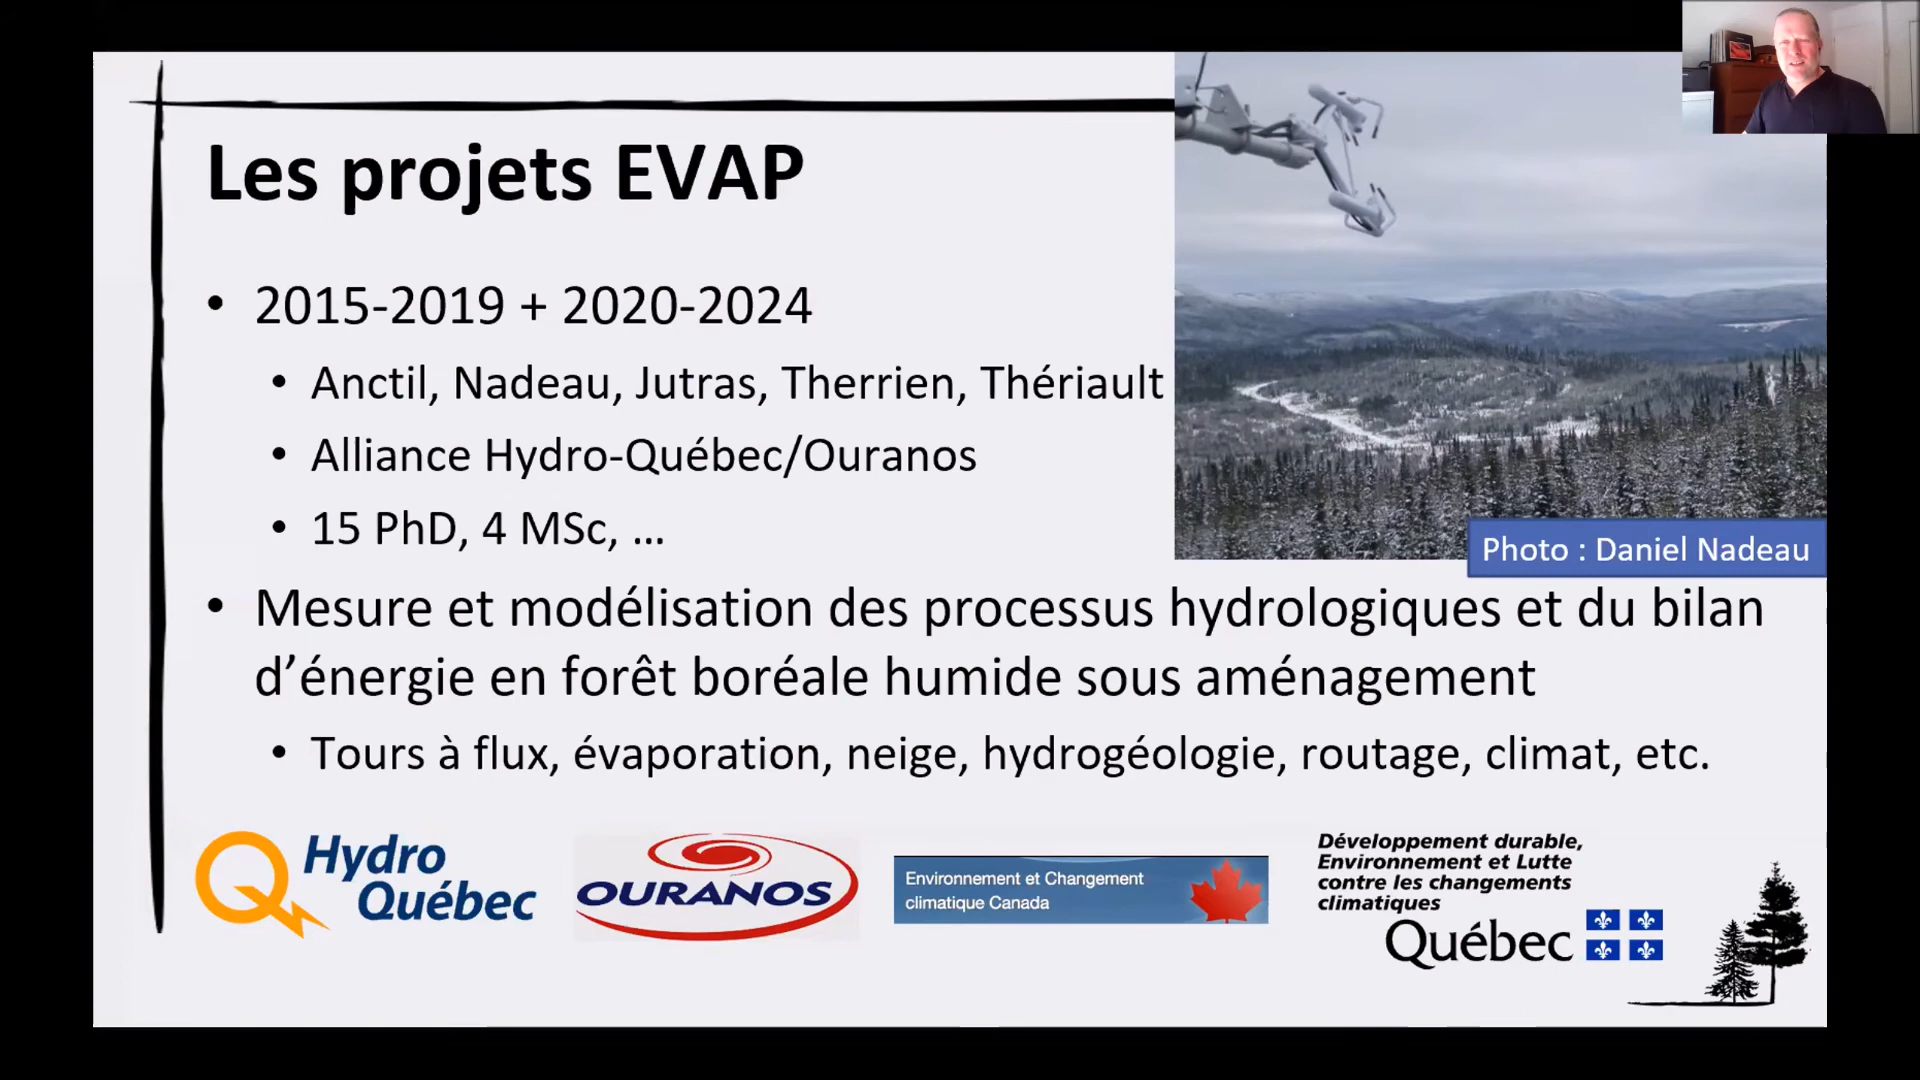 Les projets EVAP
• 2015-2019 + 2020-2024
• Anctil, Nadeau, Jutras, Therrien, Thériault
• Alliance Hydro-Québec/Ouranos
• 15 PhD, 4 MSc, ...
Photo : Daniel Nadeau
• Mesure et modélisation des processus hydrologiques et du bilan
d’énergie en forêt boréale humide sous aménagement
• Tours à flux, évaporation, neige, hydrogéologie, routage, climat, etc.
Hydro
Québec
OURANOS
Environnement et Changement
climatique Canada
Développement durable,
Environnement et Lutte
contre les changements
climatiques
Québec